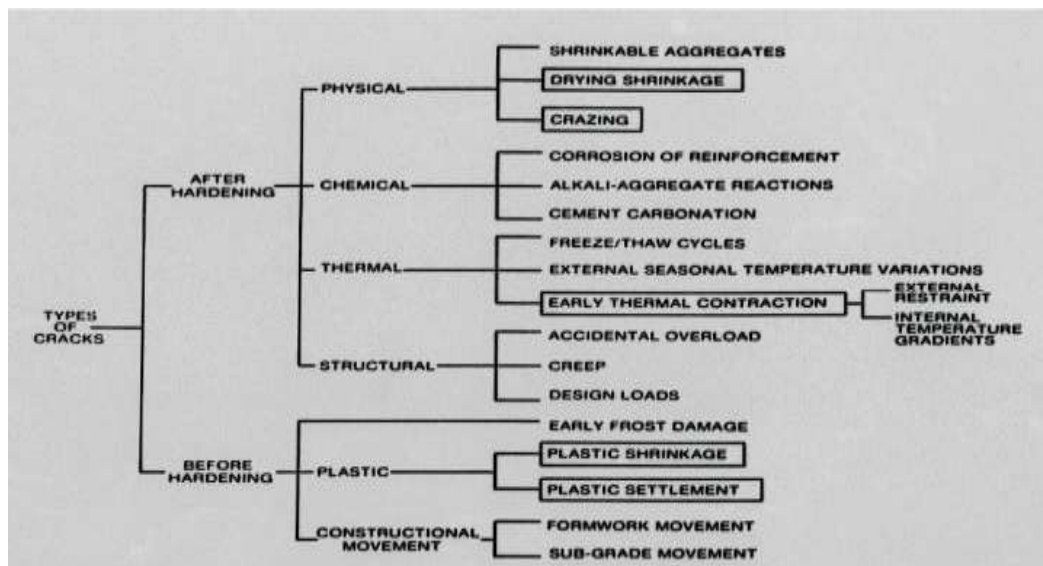 SHRINKABLE AGGREGATES
DRYING SHRINKAGE
PHYSICAL
CRAZING
CORROSION OF REINFORCEMENT
AFTER
HARDENING
CHEMICAL
ALKALI-AGGREGATE REACTIONS
CEMENT CARBONATION
FREEZE/THAW CYCLES
THERMAL
EXTERNAL SEASONAL TEMPERATURE VARIATIONS
EARLY THERMAL CONTRACTION
EXTERNAL
RESTRAINT
INTERNAL
TEMPERATURE
GRADIENTS
TYPES
OF
CRACKS
ACCIDENTAL OVERLOAD
STRUCTURAL
CREEP
DESIGN LOADS
EARLY FROST DAMAGE
BEFORE
HARDENING
PLASTIC
PLASTIC SHRINKAGE
PLASTIC SETTLEMENT
CONSTRUCTIONAL
MOVEMENT
FORMWORK MOVEMENT
SUB-GRADE MOVEMENT